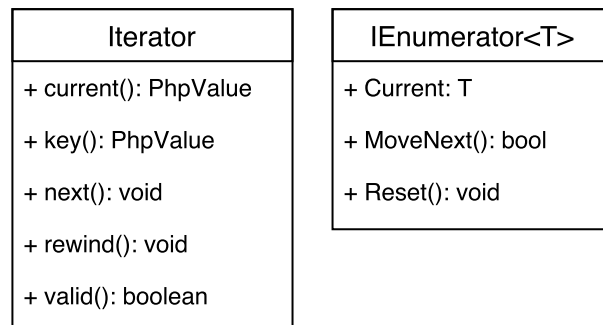 Iterator
+ current(): PhpValue
+ key(): PhpValue
+ next(): void
+ rewind(): void
+ valid(): boolean
IEnumerator<T>
+ Current: T
+ MoveNext(): bool
+ Reset(): void